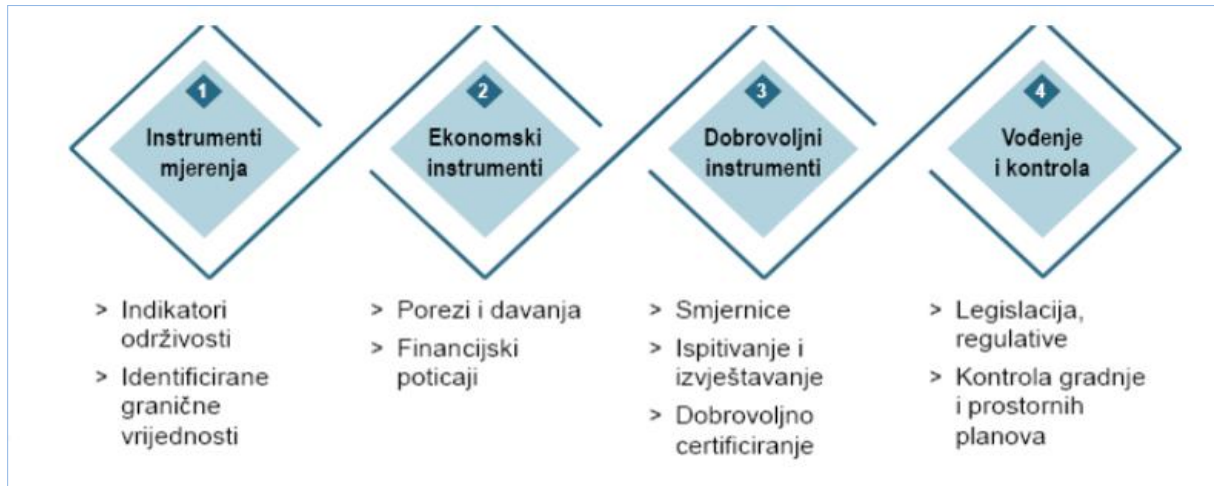 1
Instrumenti
mjerenja
> Indikatori
održivosti
> Identificirane
granične
vrijednosti
2
Ekonomski
instrumenti
> Porezi i davanja
> Financijski
poticaji
3
Dobrovoljni
instrumenti
> Smjernice
> Ispitivanje i
izvještavanje
> Dobrovoljno
certificiranje
4
Vođenje
i kontrola
> Legislacija,
regulative
> Kontrola gradnje
i prostornih
planova